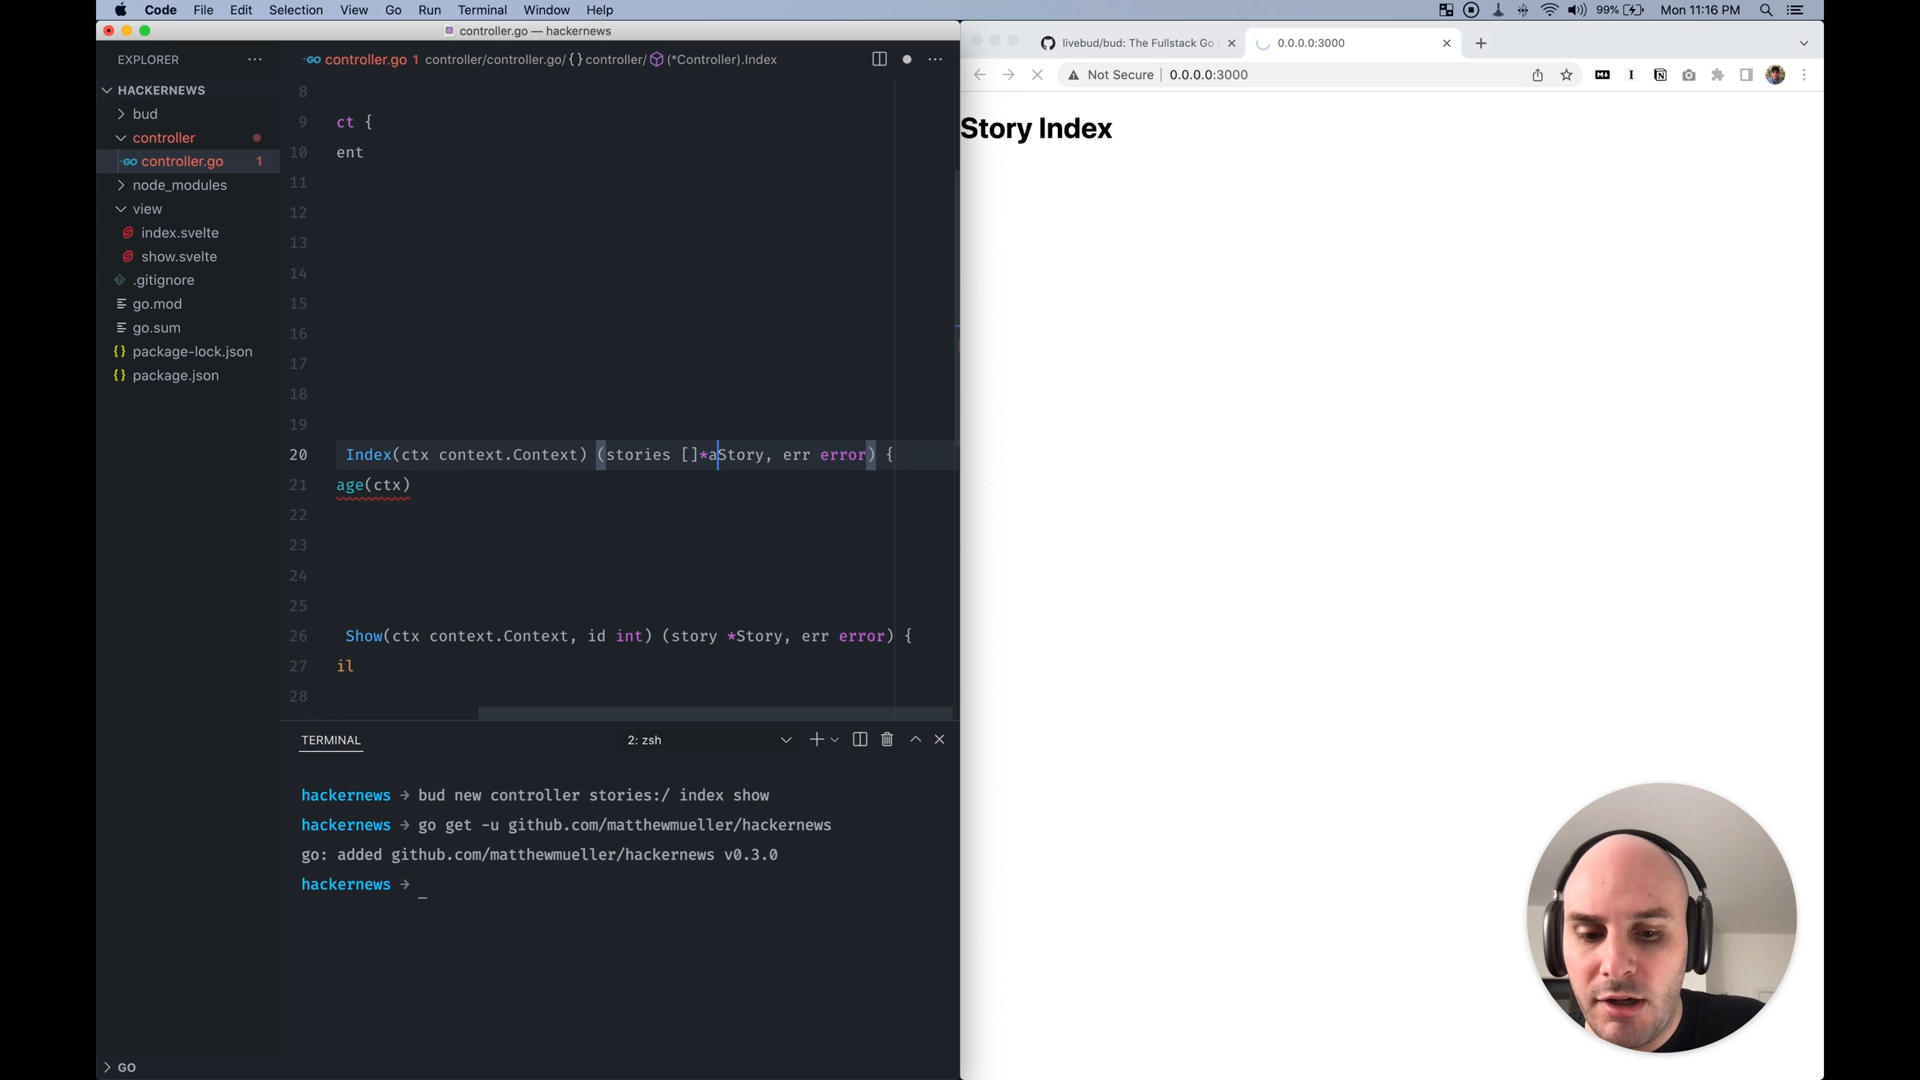 Code File Edit Selection View Go Run Terminal Window Help
99% Mon 11:16 PM
controller.go — hackernews
livebud/bud: The Fullstack Go
0.0.0.0:3000
EXPLORER
controller.go 1 controller/controller.go/{}controller/(*Controller).Index
Not Secure 0.0.0.0:3000
HACKERNEWS
bud
controller
controller.go 1
node_modules
view
index.svelte
show.svelte
.gitignore
go.mod
go.sum
package-lock.json
package.json
GO
8
9 ct {
10 ent
11
12
13
14
15
16
17
18
19
20 Index(ctx context.Context) (stories []*aStory, err error) {
21 age(ctx)
22
23
24
25
26 Show(ctx context.Context, id int) (story *Story, err error) {
27 il
28
TERMINAL
2: zsh
hackernews → bud new controller stories:/ index show
hackernews → go get -u github.com/matthewmueller/hackernews
go: added github.com/matthewmueller/hackernews v0.3.0
hackernews → _
Story Index